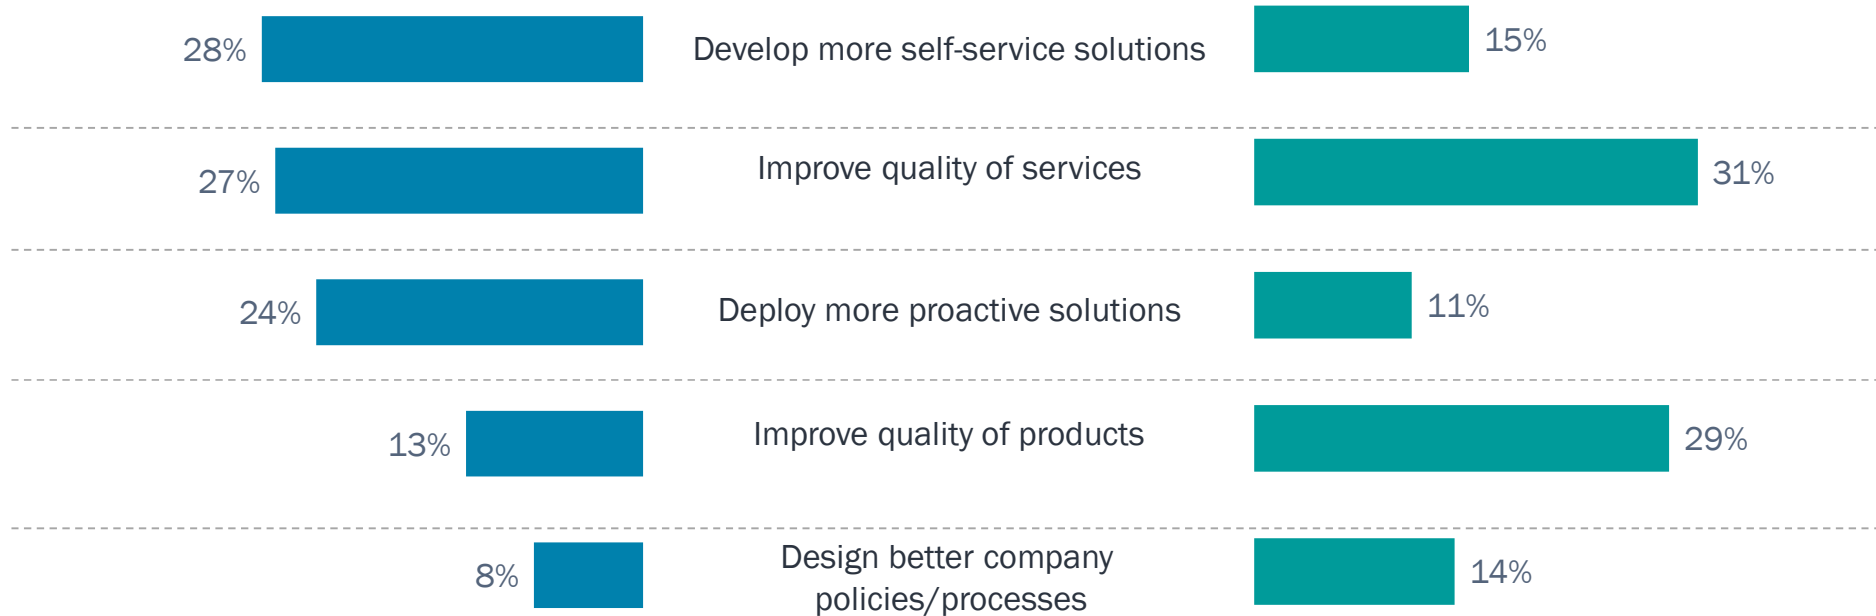 28%
Develop more self-service solutions
15%
27%
Improve quality of services
31%
24%
Deploy more proactive solutions
11%
13%
Improve quality of products
29%
8%
Design better company
policies/processes
14%